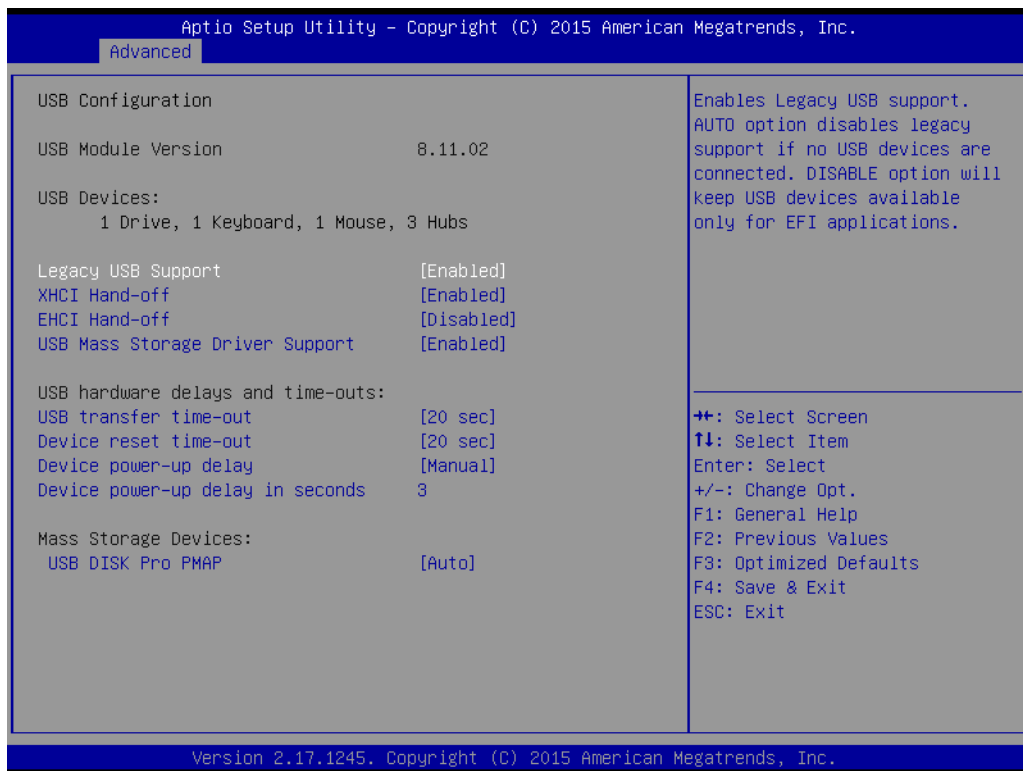 Aptio Setup Utility – Copyright (C) 2015 American Megatrends, Inc.
Advanced
USB Configuration
USB Module Version 8.11.02
USB Devices:
1 Drive, 1 Keyboard, 1 Mouse, 3 Hubs
Legacy USB Support [Enabled]
XHCI Hand-off [Enabled]
EHCI Hand-off [Disabled]
USB Mass Storage Driver Support [Enabled]
USB hardware delays and time-outs:
USB transfer time-out [20 sec]
Device reset time-out [20 sec]
Device power-up delay [Manual]
Device power-up delay in seconds 3
Mass Storage Devices:
USB DISK Pro PMAP [Auto]
Enables Legacy USB support.
AUTO option disables legacy
support if no USB devices are
connected. DISABLE option will
keep USB devices available
only for EFI applications.
→←: Select Screen
↑↓: Select Item
Enter: Select
+/-: Change Opt.
F1: General Help
F2: Previous Values
F3: Optimized Defaults
F4: Save & Exit
ESC: Exit
Version 2.17.1245. Copyright (C) 2015 American Megatrends, Inc.